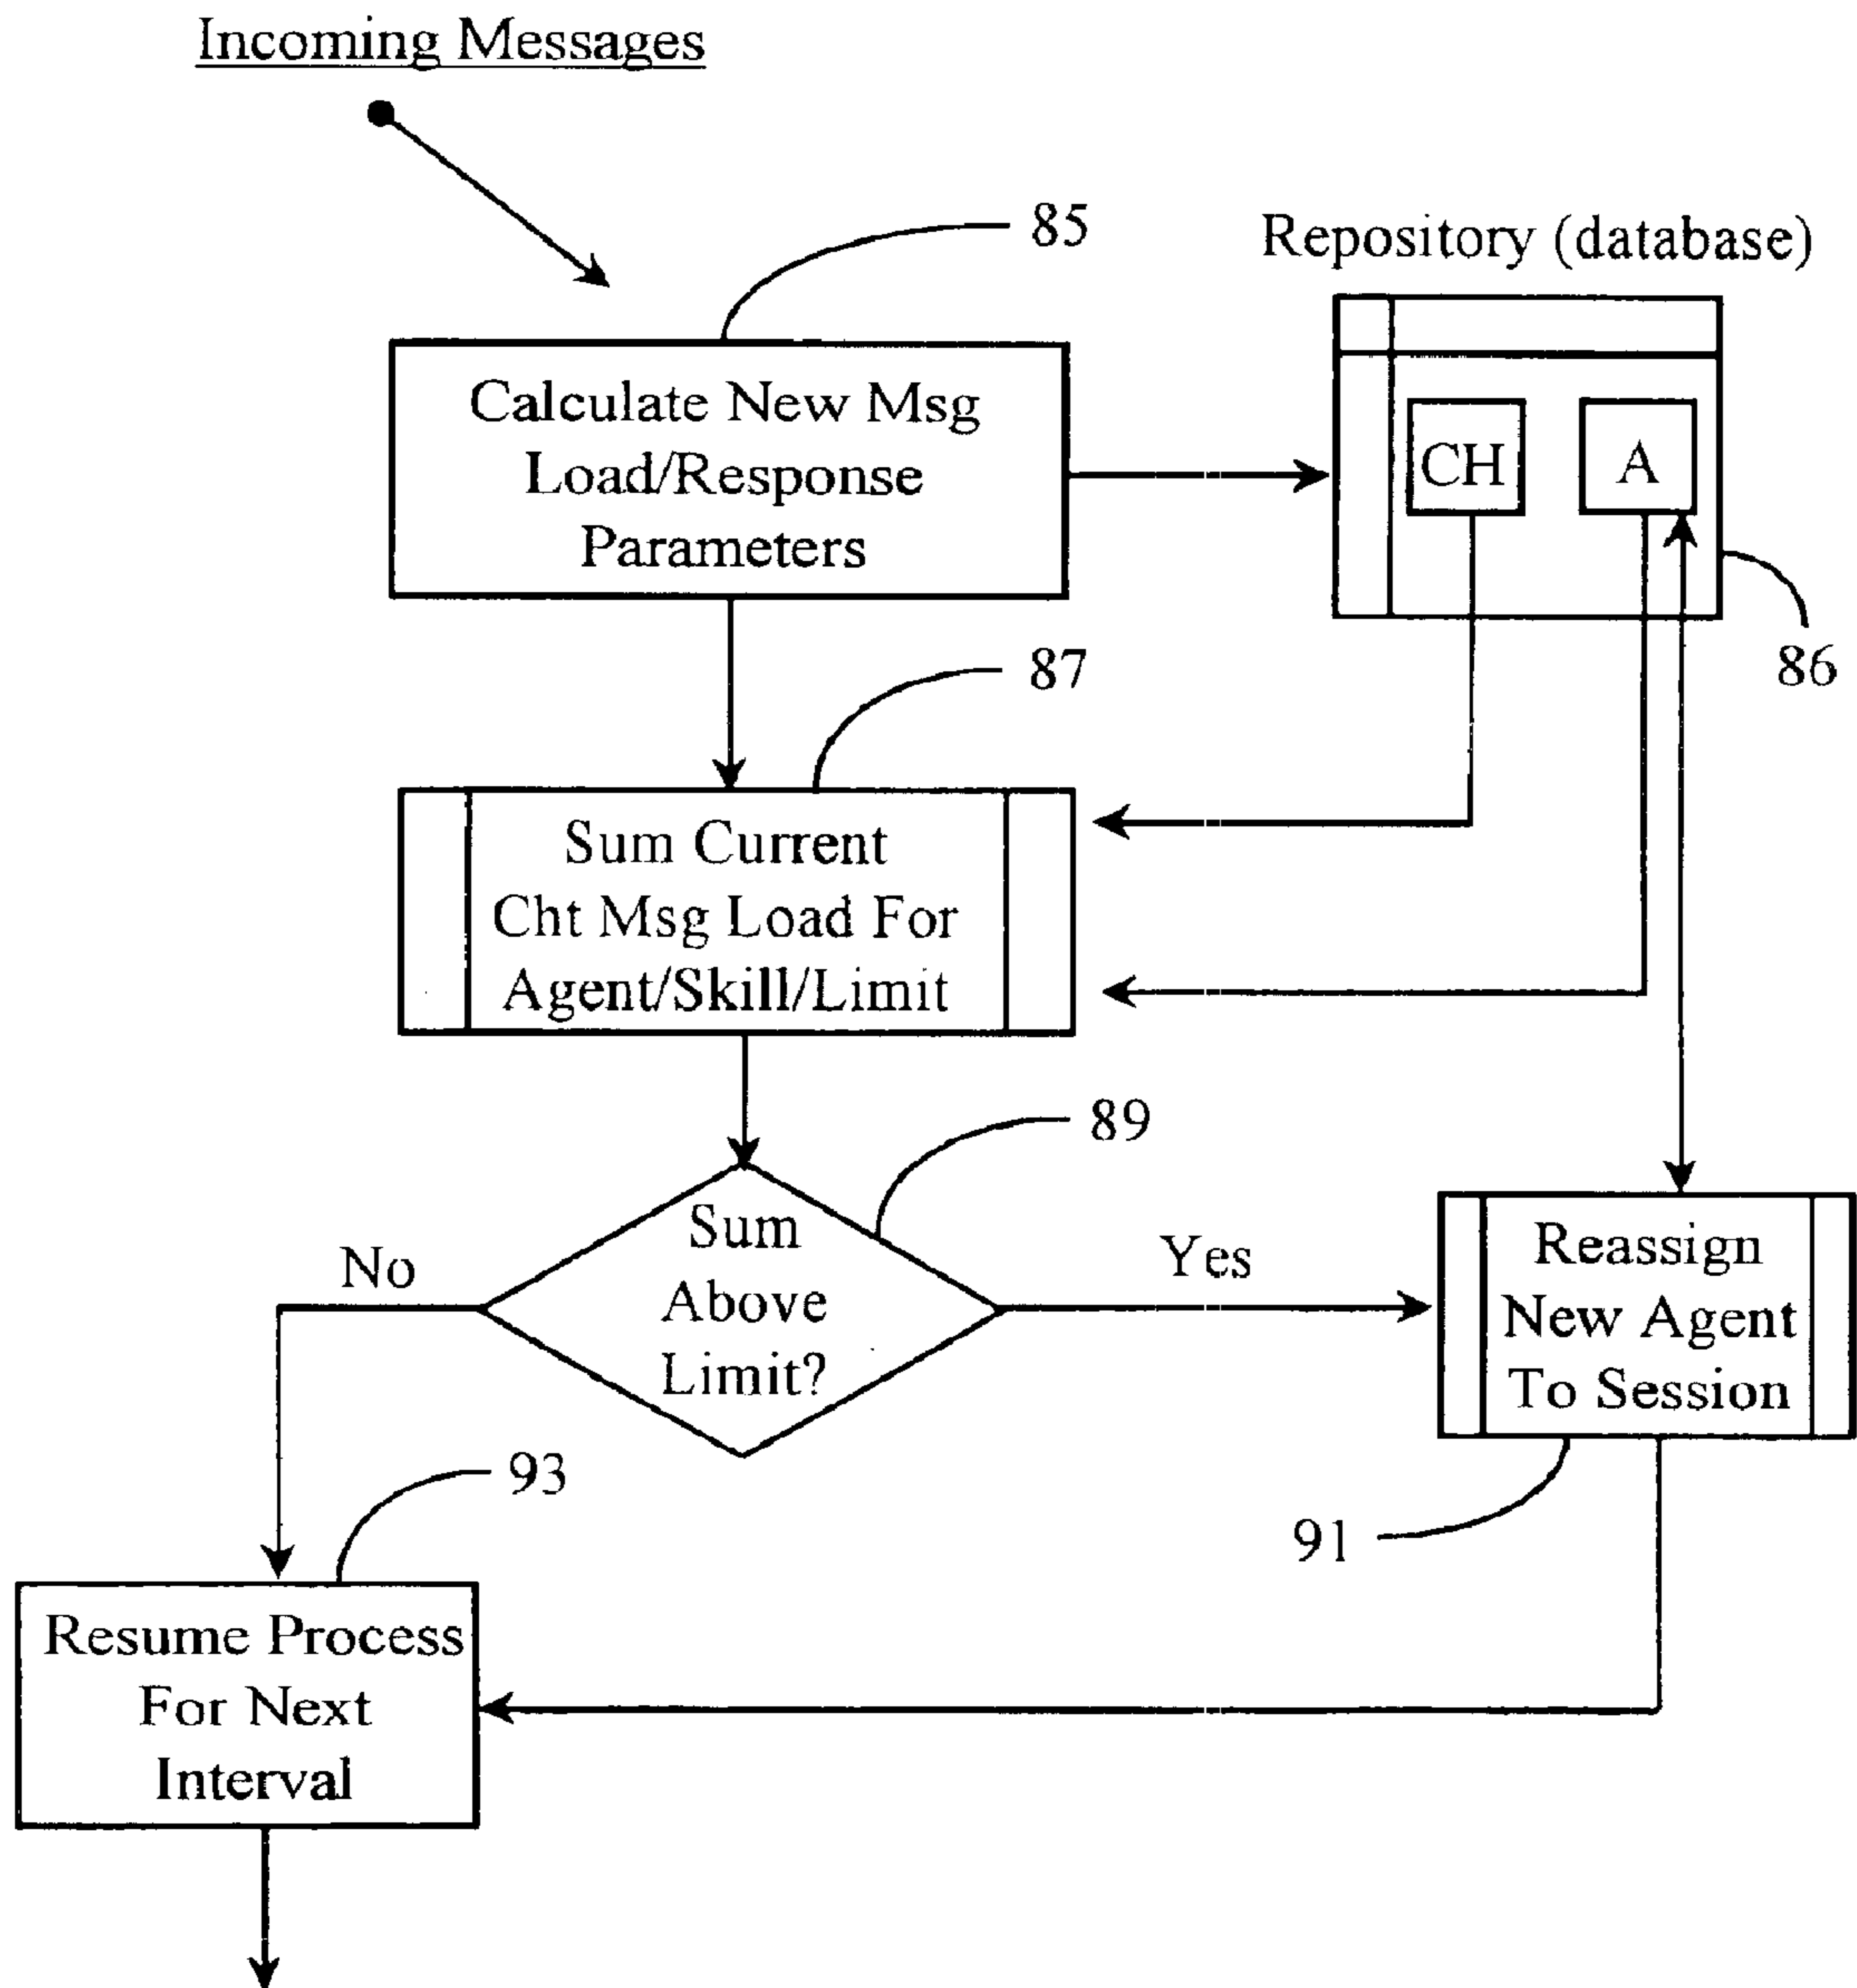 Incoming Messages
85
Repository (database)
Calculate New Msg
Load/Response
Parameters
CH
A
86
87
Sum Current
Cht Msg Load For
Agent/Skill/Limit
89
Sum
Above
Limit?
No
Yes
Reassign
New Agent
To Session
93
91
Resume Process
For Next
Interval